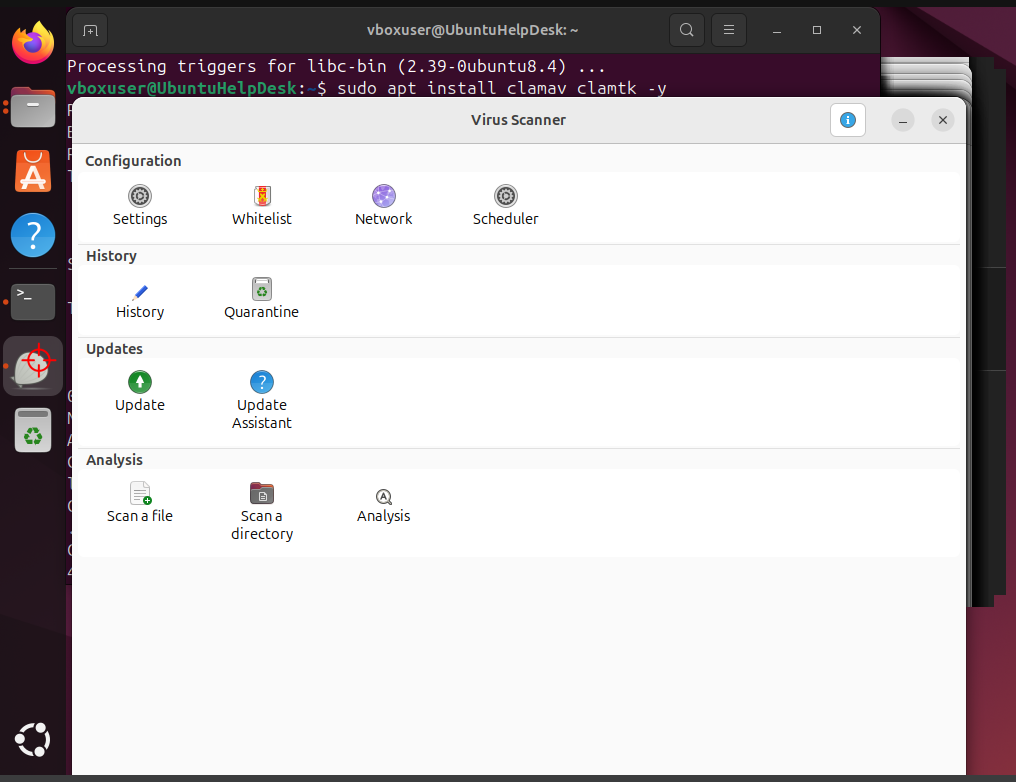 vboxuser@UbuntuHelpDesk: ~
Processing triggers for libc-bin (2.39-0ubuntu8.4) ...
vboxuser@UbuntuHelpDesk:~$ sudo apt install clamav clamtk -y
Virus Scanner
Configuration
Settings
Whitelist
Network
Scheduler
History
History
Quarantine
Updates
Update
Update
Assistant
Analysis
Scan a file
Scan a
directory
Analysis